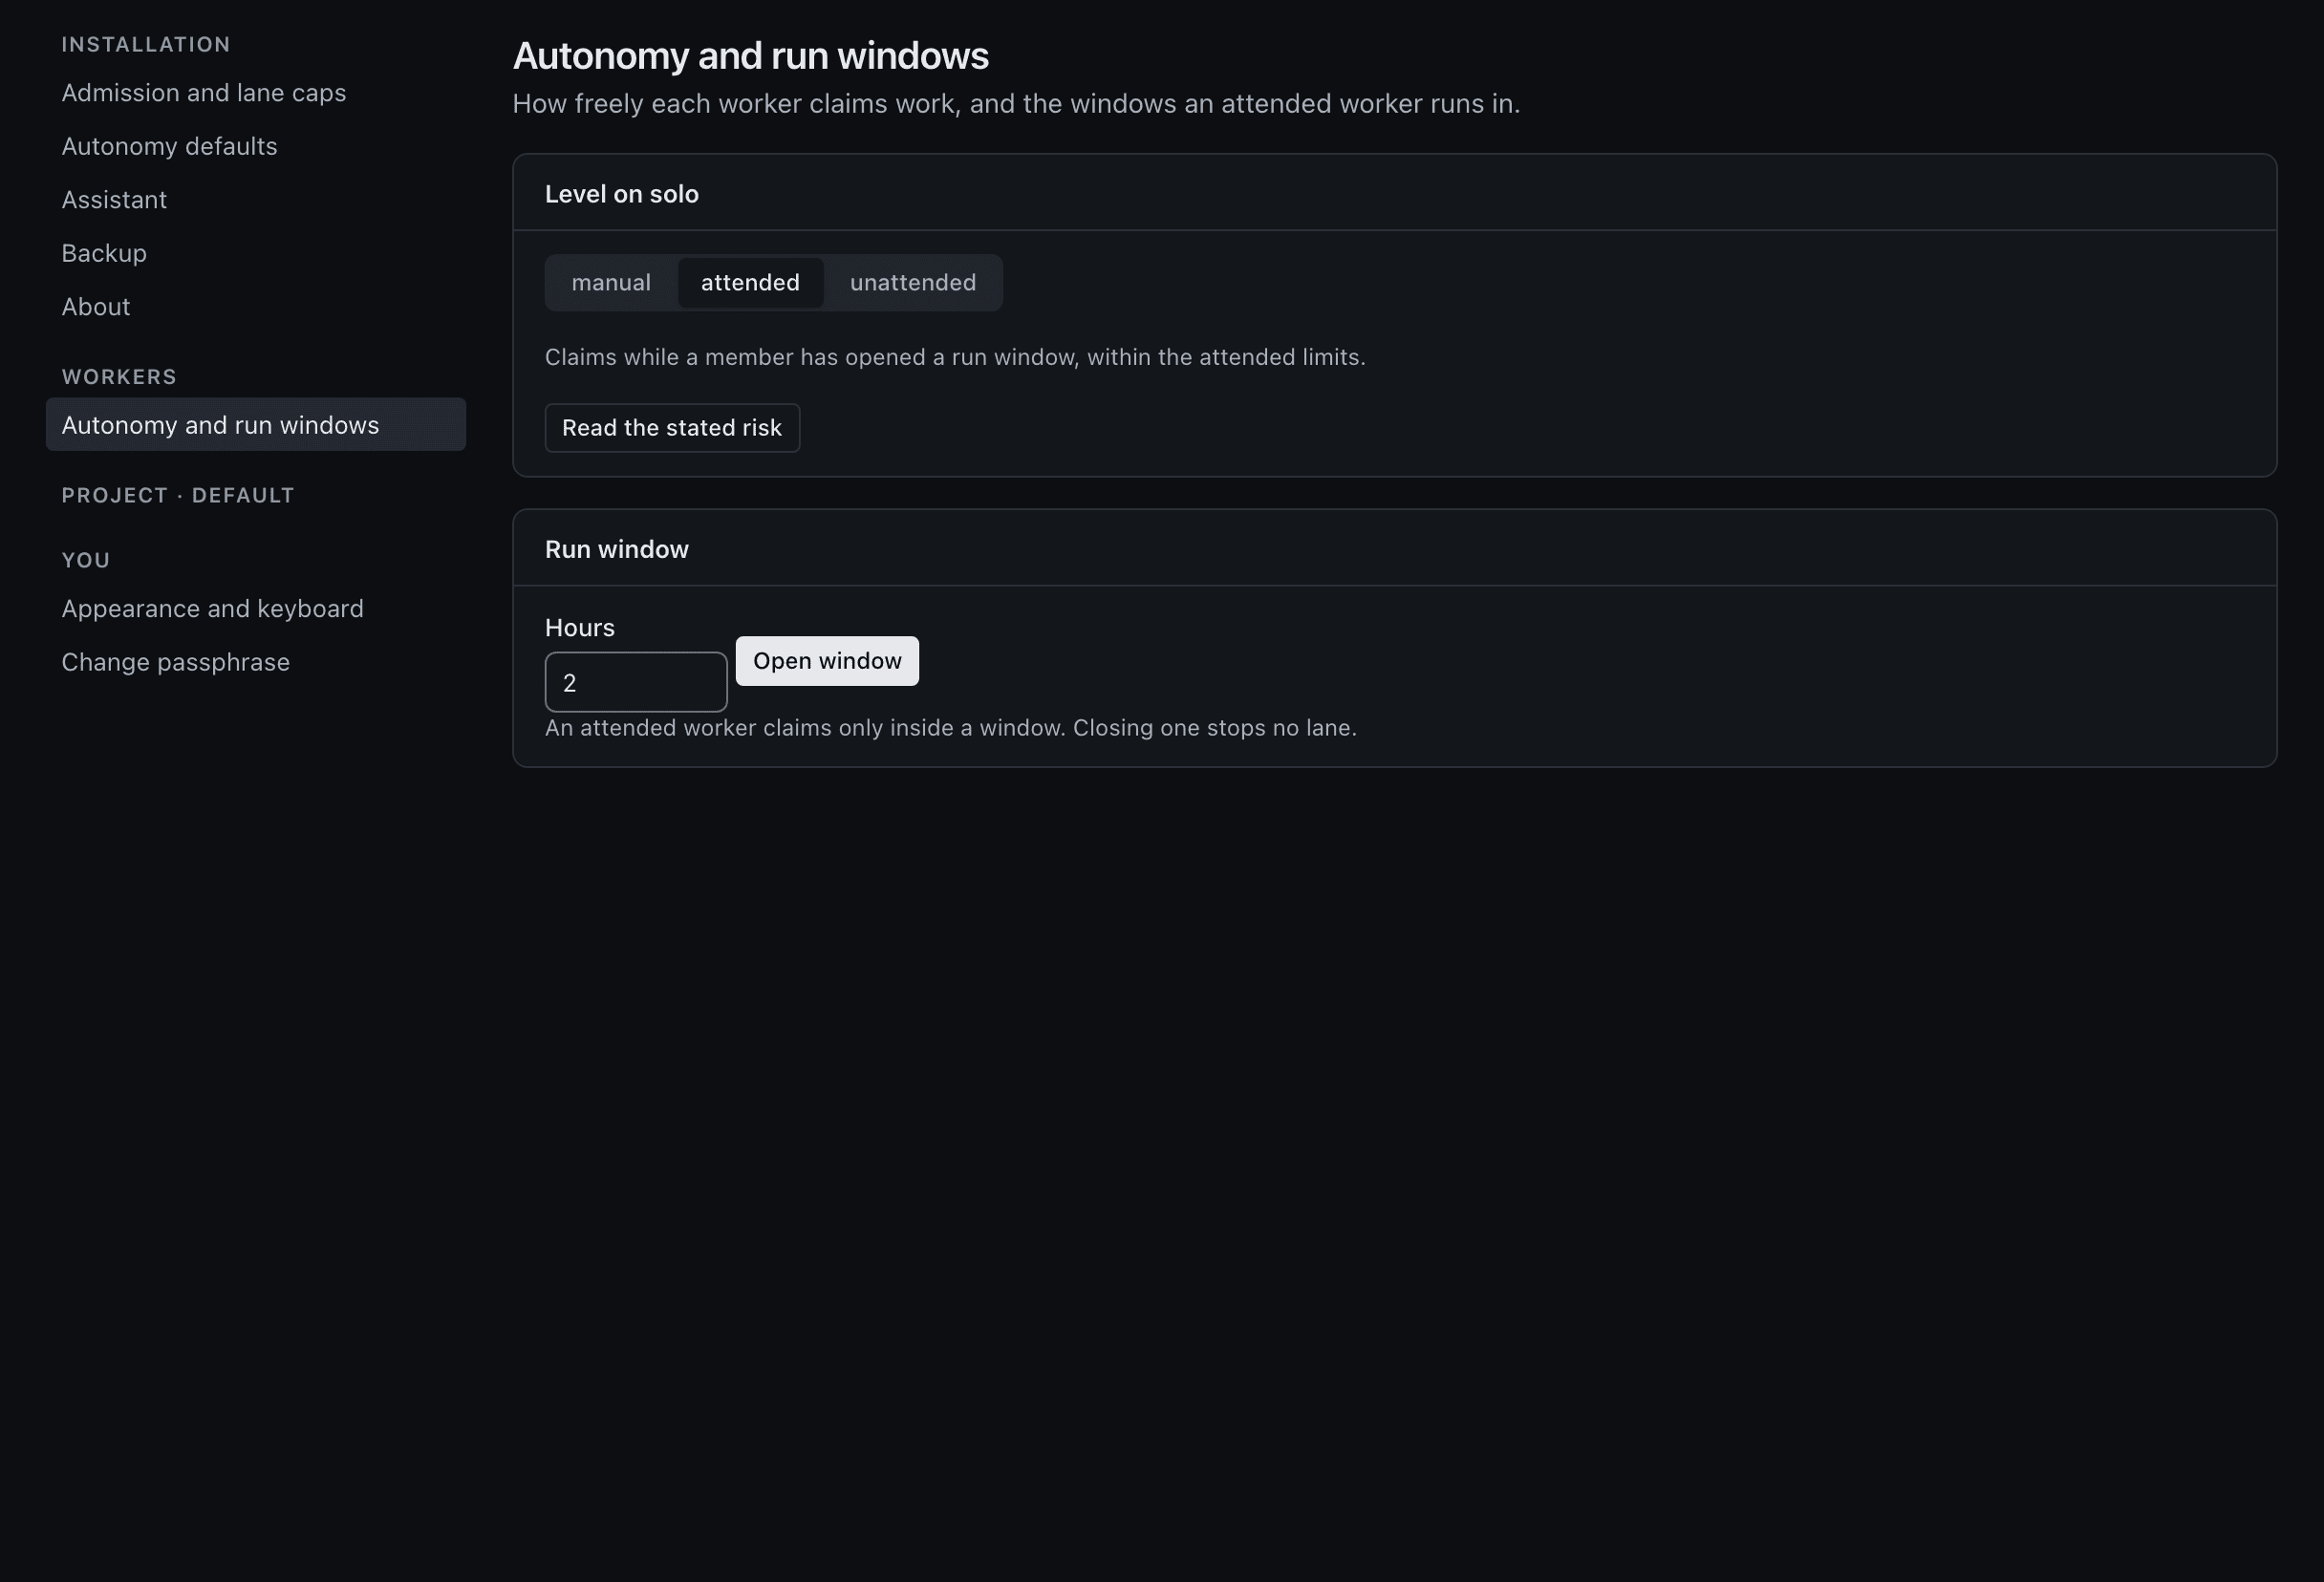 INSTALLATION
Admission and lane caps
Autonomy defaults
Assistant
Backup
About
WORKERS
Autonomy and run windows
PROJECT · DEFAULT
YOU
Appearance and keyboard
Change passphrase
Autonomy and run windows
How freely each worker claims work, and the windows an attended worker runs in.
Level on solo
manual attended unattended
Claims while a member has opened a run window, within the attended limits.
Read the stated risk
Run window
Hours
2 Open window
An attended worker claims only inside a window. Closing one stops no lane.